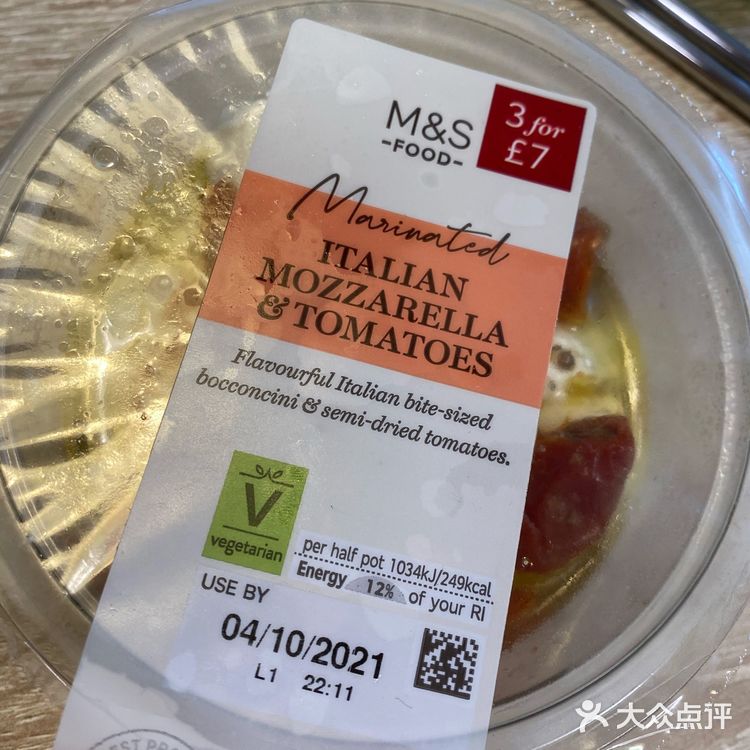 M&S
-FOOD-
3 for
£7
Marinated
ITALIAN
MOZZARELLA
& TOMATOES
Flavourful Italian bite-sized
bocconcini & semi-dried tomatoes.
V
vegetarian
per half pot 1034kJ/249kcal
Energy 12% of your RI
USE BY
04/10/2021
L1 22:11
大众点评